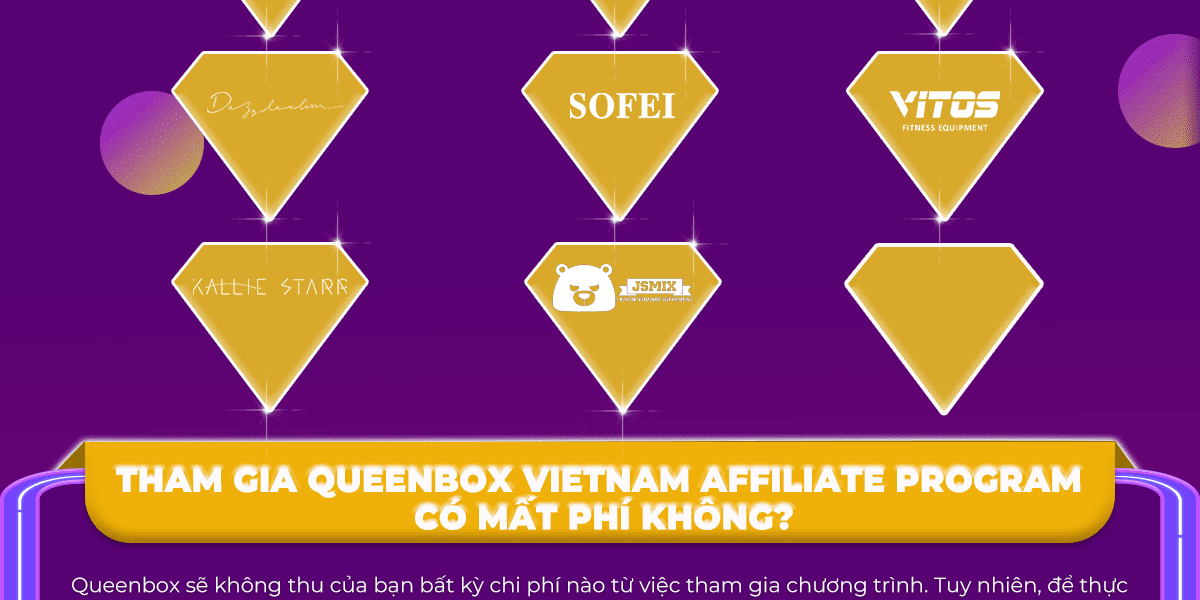 SOFEI
VITOS
FITNESS EQUIPMENT
KALLIE STARR
JSMIX
THAM GIA QUEENBOX VIETNAM AFFILIATE PROGRAM
CÓ MẤT PHÍ KHÔNG?
Queenbox sẽ không thu của bạn bất kỳ chi phí nào từ việc tham gia chương trình. Tuy nhiên, để thực